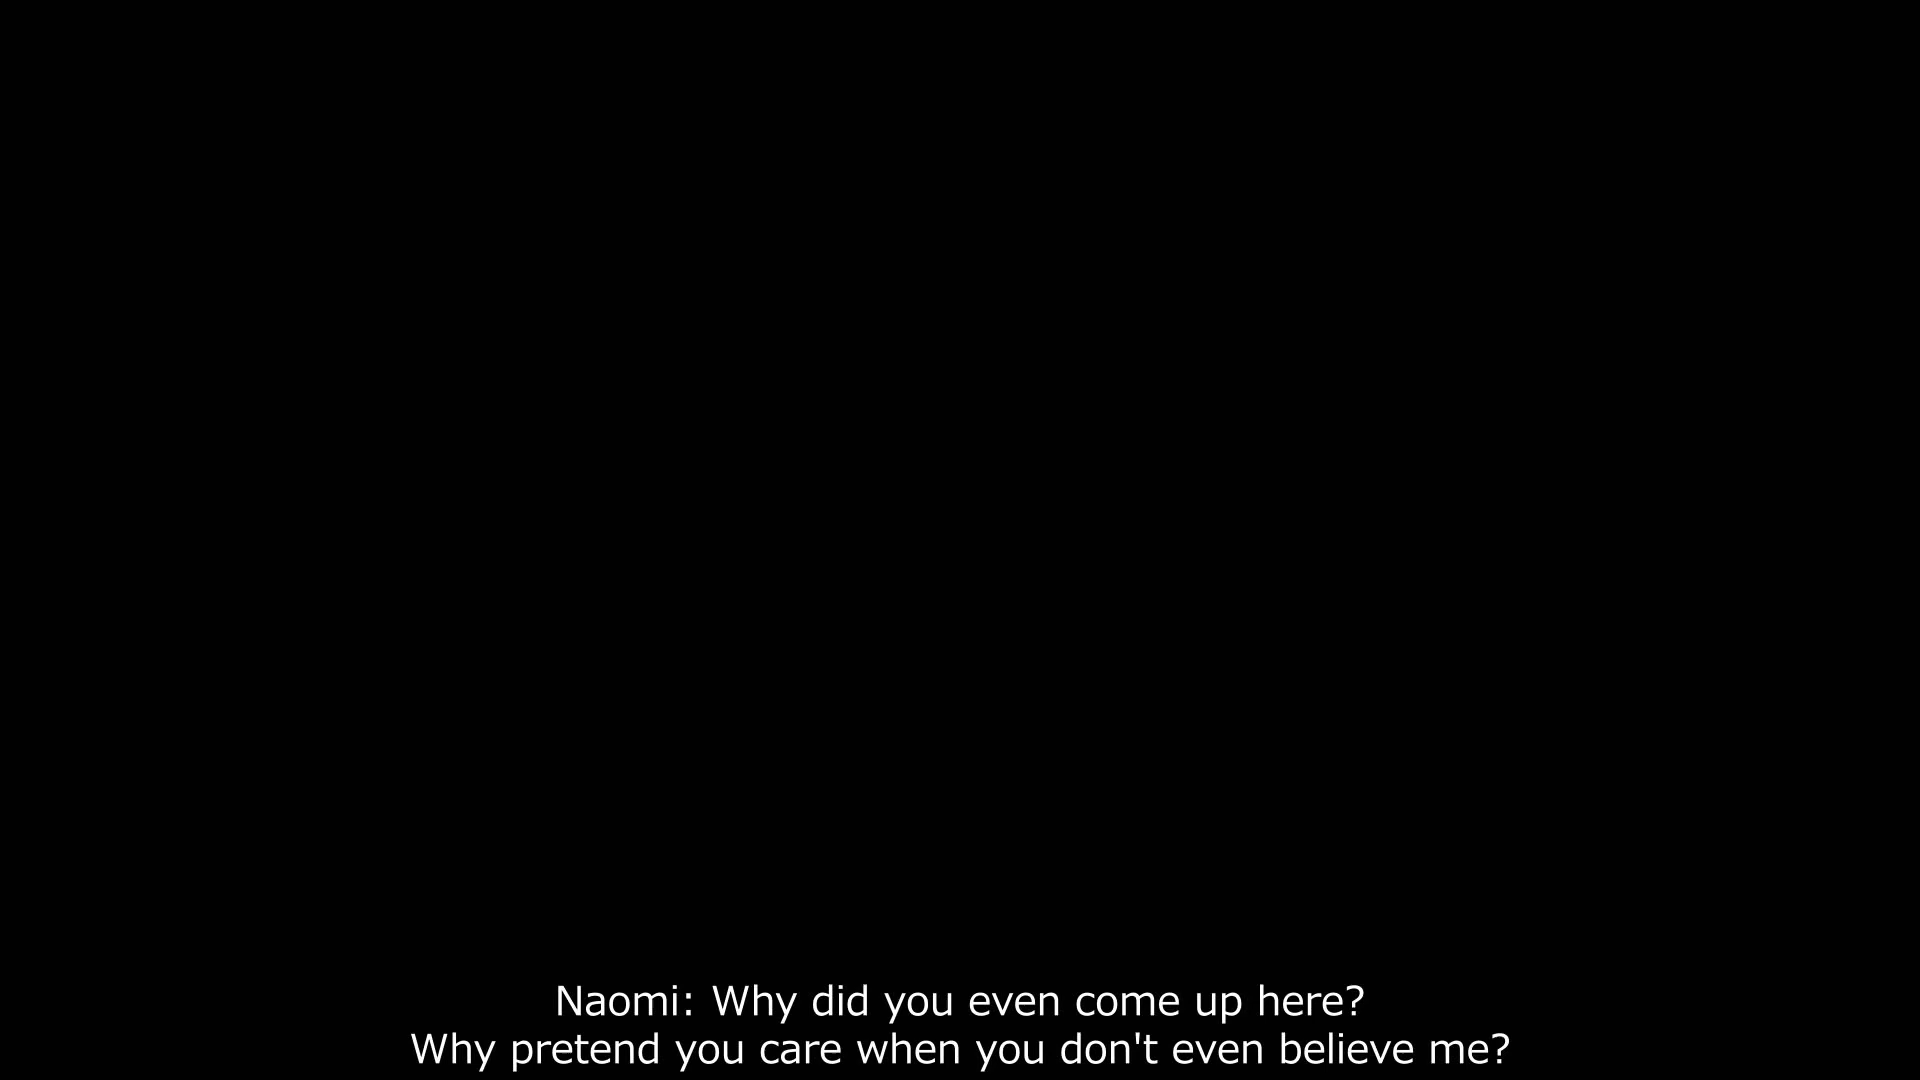 Naomi: Why did you even come up here?
Why pretend you care when you don't even believe me?